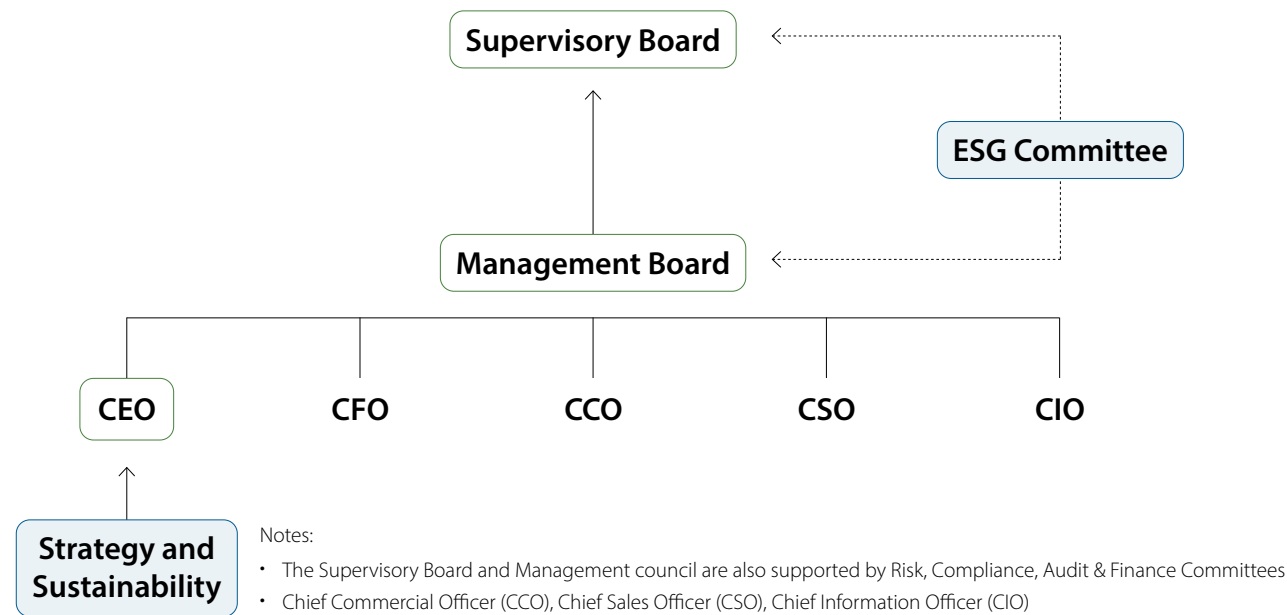 Supervisory Board
ESG Committee
Management Board
CEO
CFO
CCO
CSO
CIO
Strategy and
Sustainability
Notes:
• The Supervisory Board and Management council are also supported by Risk, Compliance, Audit & Finance Committees
• Chief Commercial Officer (CCO), Chief Sales Officer (CSO), Chief Information Officer (CIO)